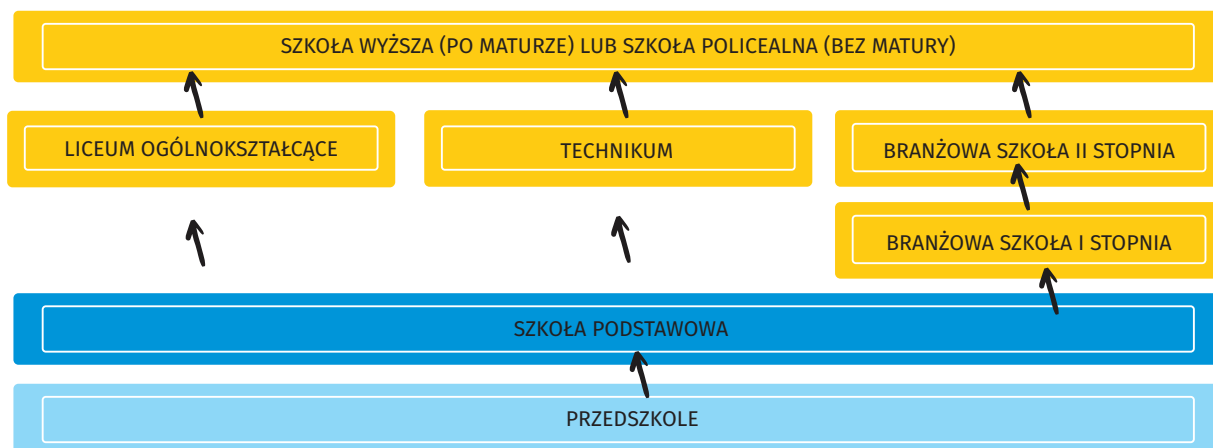 SZKOŁA WYŻSZA (PO MATURZE) LUB SZKOŁA POLICEALNA (BEZ MATURY)
LICEUM OGÓLNOKSZTAŁCĄCE
TECHNIKUM
BRANŻOWA SZKOŁA II STOPNIA
BRANŻOWA SZKOŁA I STOPNIA
SZKOŁA PODSTAWOWA
PRZEDSZKOLE